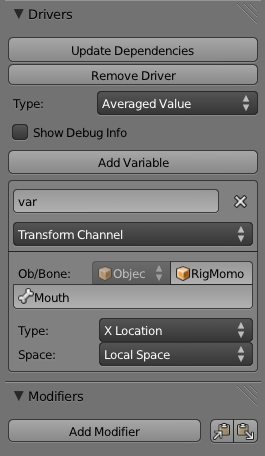 Drivers
Update Dependencies
Remove Driver
Type: Averaged Value
Show Debug Info
Add Variable
var
Transform Channel
Ob/Bone: Objec RigMomo
Mouth
Type: X Location
Space: Local Space
Modifiers
Add Modifier